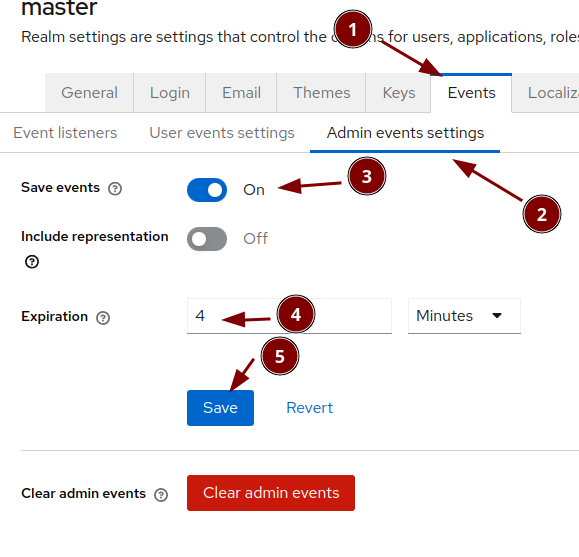 master
Realm settings are settings that control the for users, applications, roles
1
General Login Email Themes Keys Events Localiz
Event listeners User events settings Admin events settings
Save events ? On 3
2
Include representation Off
?
Expiration ? 4 4 Minutes
5
Save Revert
Clear admin events ? Clear admin events